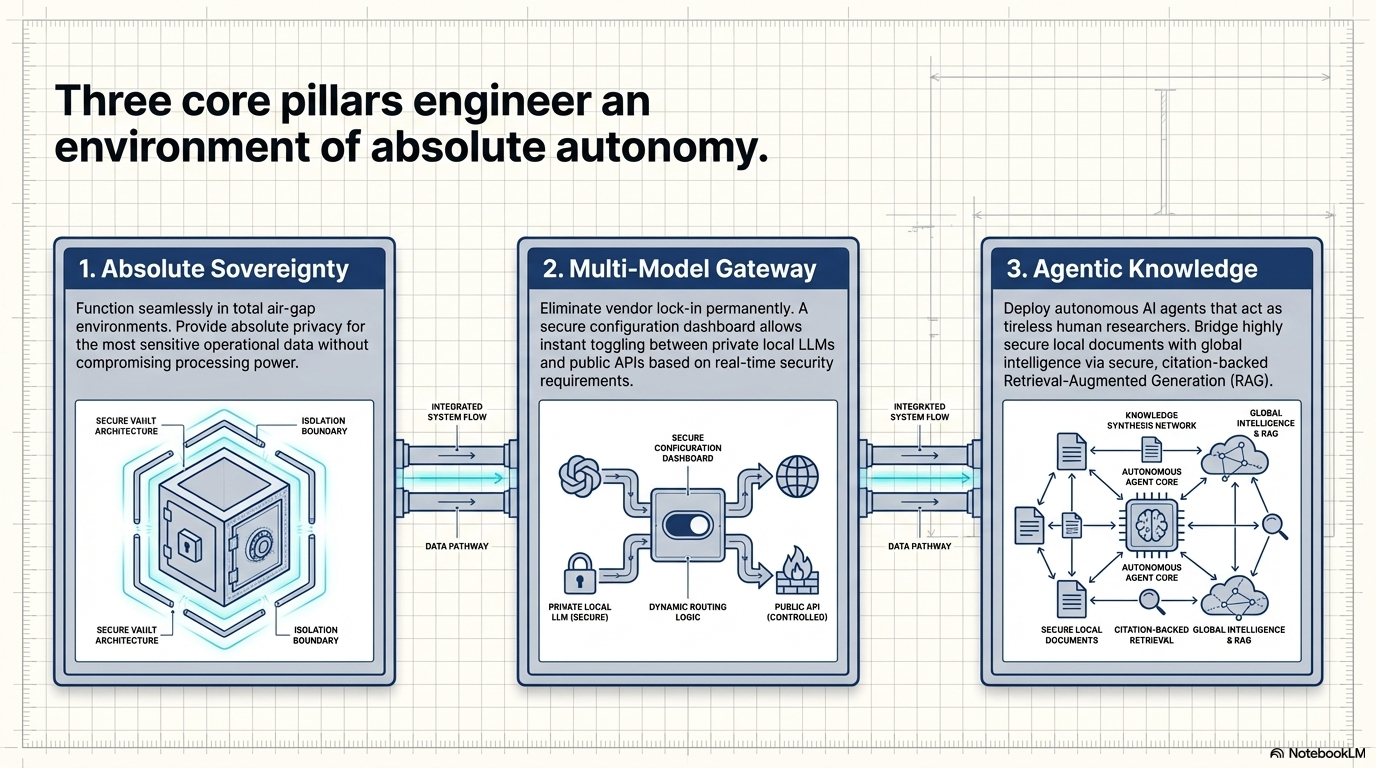 Three core pillars engineer an
environment of absolute autonomy.
1. Absolute Sovereignty
Function seamlessly in total air-gap
environments. Provide absolute privacy for
the most sensitive operational data without
compromising processing power.
SECURE VAULT
ARCHITECTURE
ISOLATION
BOUNDARY
SECURE VAULT
ARCHITECTURE
ISOLATION
BOUNDARY
INTEGRATED
SYSTEM FLOW
DATA PATHWAY
2. Multi-Model Gateway
Eliminate vendor lock-in permanently. A
secure configuration dashboard allows
instant toggling between private local LLMs
and public APIs based on real-time security
requirements.
SECURE
CONFIGURATION
DASHBOARD
PRIVATE LOCAL
LLM (SECURE)
DYNAMIC ROUTING
LOGIC
PUBLIC API
(CONTROLLED)
INTEGRKTED
SYSTEM FLOW
DATA PATHWAY
3. Agentic Knowledge
Deploy autonomous AI agents that act as
tireless human researchers. Bridge highly
secure local documents with global
intelligence via secure, citation-backed
Retrieval-Augmented Generation (RAG).
KNOWLEDGE
SYNTHESIS NETWORK
GLOBAL
INTELLIGENCE
& RAG
AUTONOMOUS
AGENT CORE
AUTONOMOUS
AGENT CORE
SECURE LOCAL
DOCUMENTS
CITATION-BACKED
RETRIEVAL
GLOBAL INTELLIGENCE
& RAG
NotebookLM